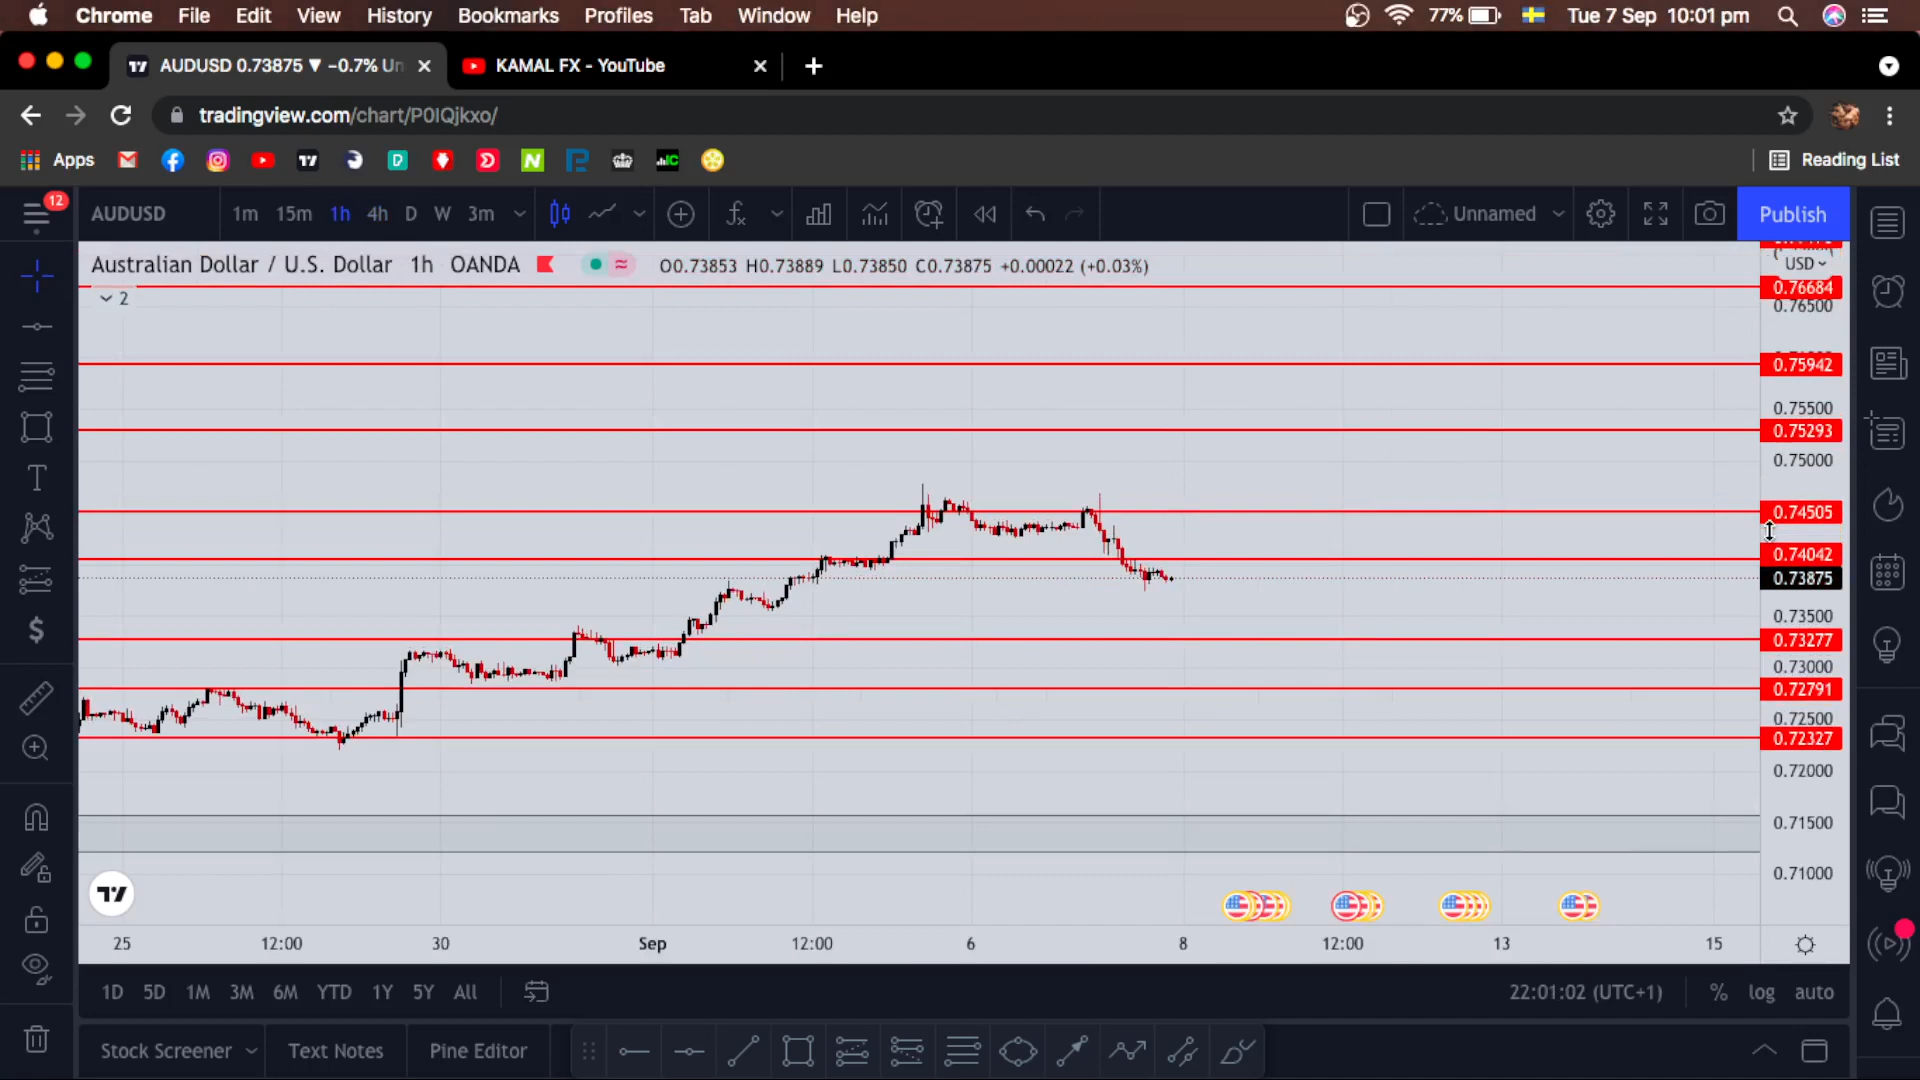 Chrome File Edit View History Bookmarks Profiles Tab Window Help 77% Tue 7 Sep 10:01 pm
AUDUSD 0.73875 ▼ −0.7% Un
KAMAL FX - YouTube
tradingview.com/chart/P0IQjkxo/
Apps
Reading List
12
AUDUSD 1m 15m 1h 4h D W 3m Unnamed Publish
Australian Dollar / U.S. Dollar 1h OANDA O0.73853 H0.73889 L0.73850 C0.73875 +0.00022 (+0.03%)
USD
2
0.76684
0.76500
0.75942
0.75500
0.75293
0.75000
0.74505
0.74042
0.73875
0.73500
0.73277
0.73000
0.72791
0.72500
0.72327
0.72000
0.71500
0.71000
25 12:00 30 Sep 12:00 6 8 12:00 13 15
1D 5D 1M 3M 6M YTD 1Y 5Y All 22:01:02 (UTC+1) % log auto
Stock Screener Text Notes Pine Editor